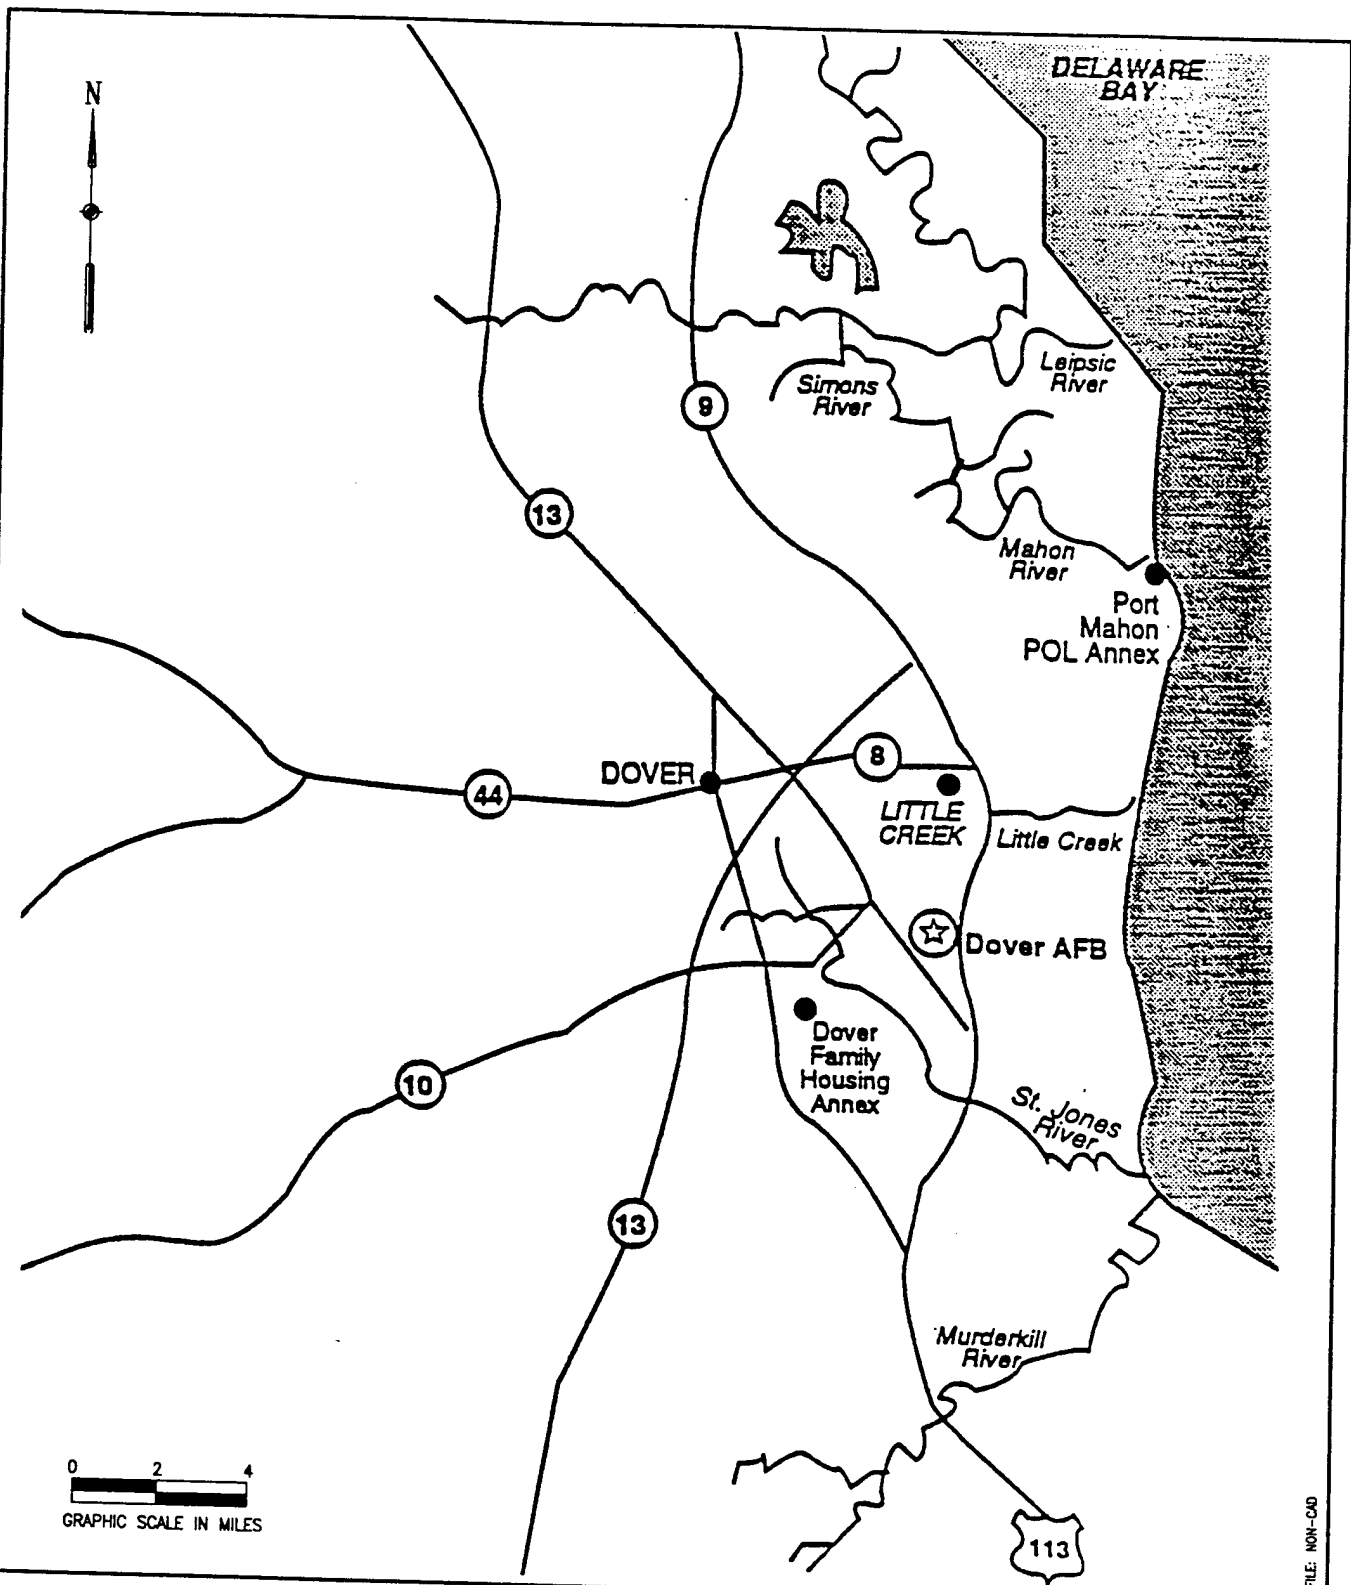 N
DELAWARE
BAY
Leipsic
River
Simons
River
9
13
Mahon
River
Port
Mahon
POL Annex
8
DOVER
44
LITTLE
CREEK
Little Creek
Dover AFB
Dover
Family
Housing
Annex
10
St. Jones
River
13
Murderkill
River
0 2 4
GRAPHIC SCALE IN MILES
113
FILE: NON-CAD